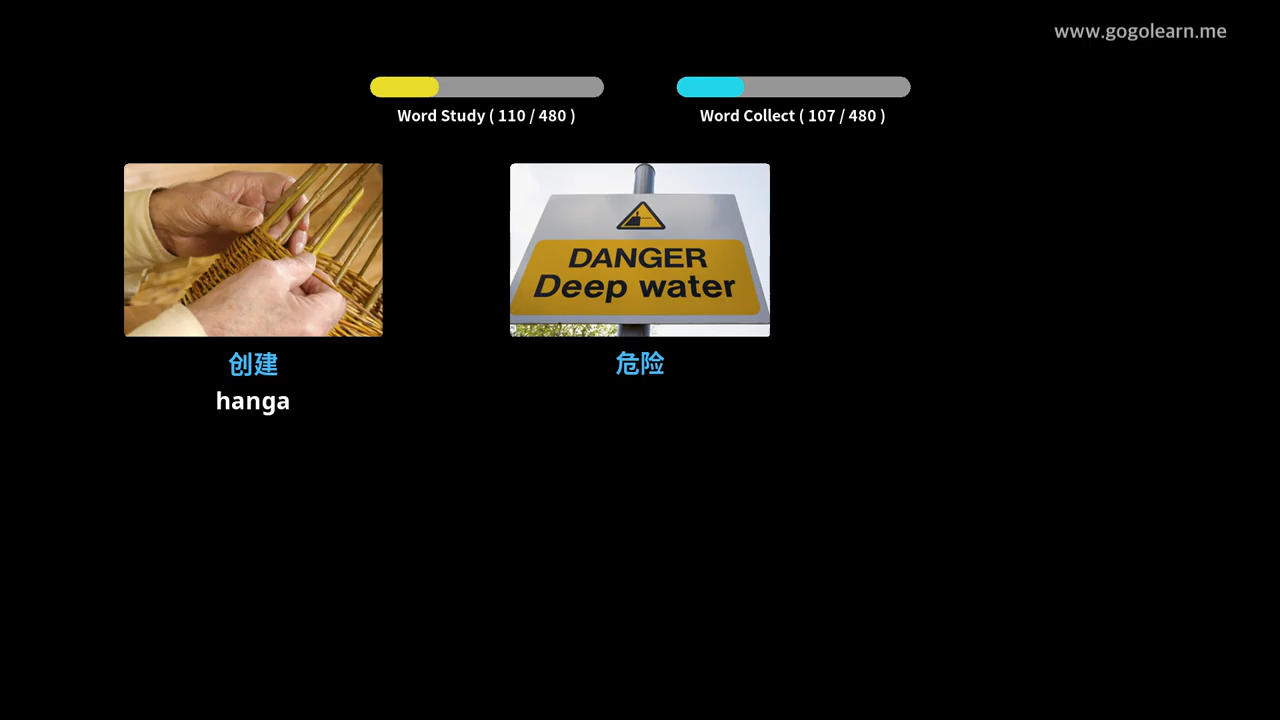 www.gogolearn.me
Word Study ( 110 / 480 )
Word Collect ( 107 / 480 )
DANGER
Deep water
创建
危险
hanga